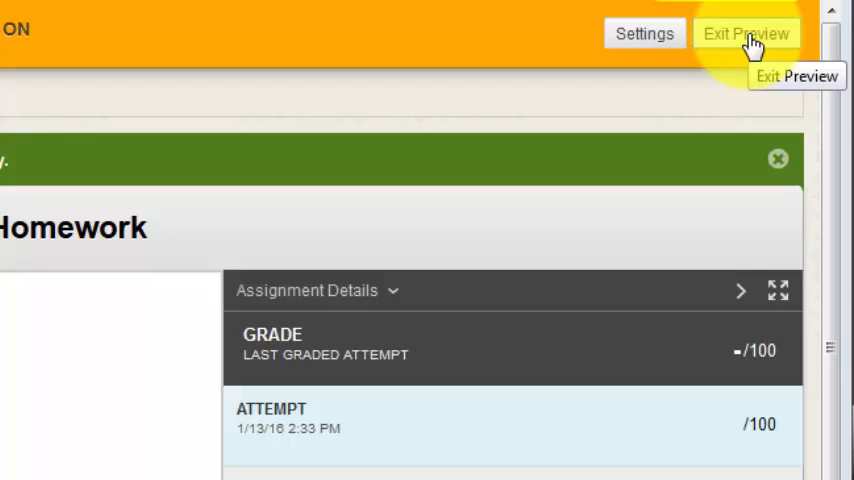 ON
Settings
Exit Preview
Exit Preview
y.
Homework
Assignment Details
GRADE
LAST GRADED ATTEMPT
-/100
ATTEMPT
1/13/16 2:33 PM
/100